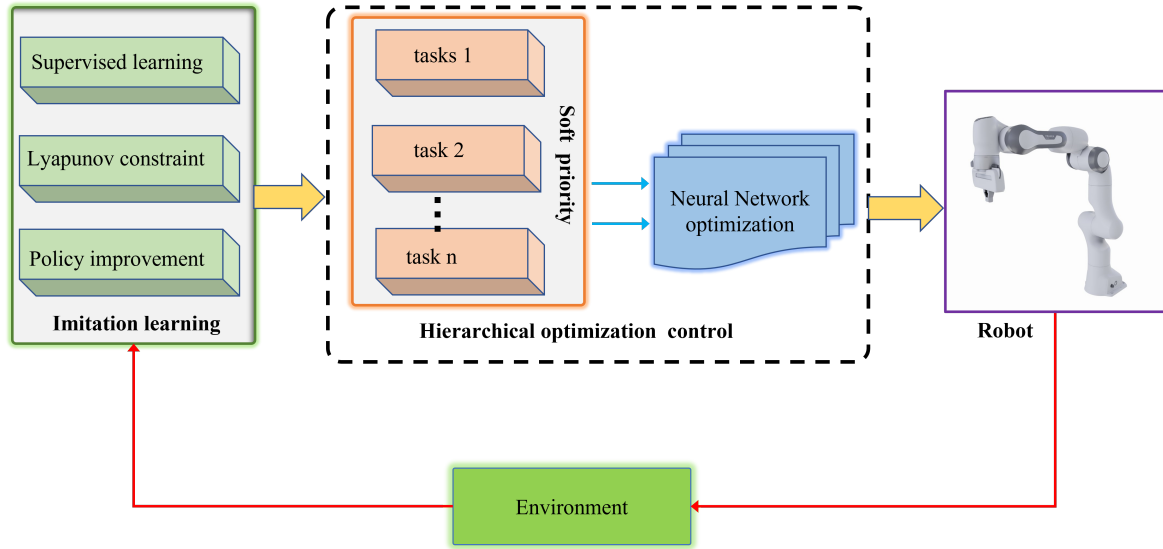 Supervised learning
Lyapunov constraint
Policy improvement
Imitation learning
tasks 1
task 2
task n
Soft priority
Neural Network
optimization
Hierarchical optimization control
Robot
Environment